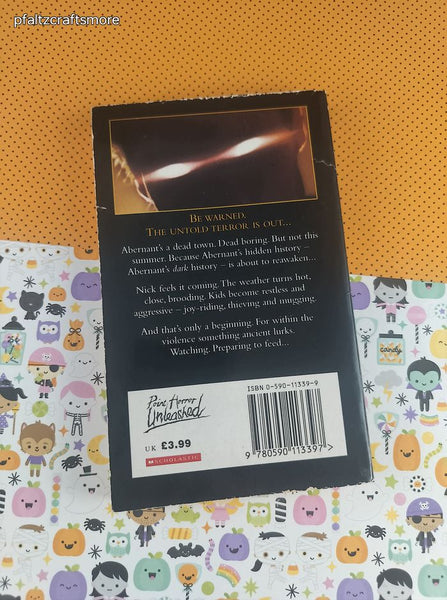 pfaltzcraftsmore
BE WARNED.
THE UNTOLD TERROR IS OUT...
Abernant's a dead town. Dead boring. But not this
summer. Because Abernant's hidden history –
Abernant's dark history – is about to reawaken...
Nick feels it coming. The weather turns hot,
close, brooding. Kids become restless and
aggressive – joy-riding, thieving and mugging.
And that's only a beginning. For within the
violence something ancient lurks.
Watching. Preparing to feed...
Point Horror
Unleashed
UK £3.99
SCHOLASTIC
ISBN 0-590-11339-9
9 780590 113397 >
candy